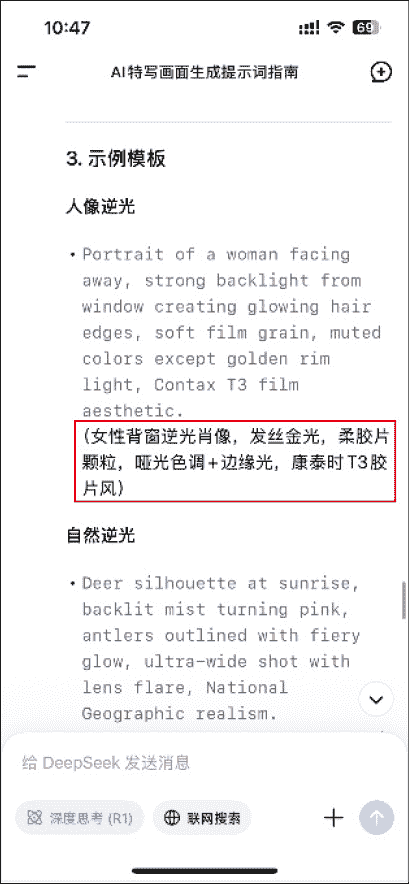 10:47
69
AI特写画面生成提示词指南
3. 示例模板
人像逆光
• Portrait of a woman facing
away, strong backlight from
window creating glowing hair
edges, soft film grain, muted
colors except golden rim
light, Contax T3 film
aesthetic.
(女性背窗逆光肖像，发丝金光，柔胶片
颗粒，哑光色调+边缘光，康泰时T3胶
片风)
自然逆光
• Deer silhouette at sunrise,
backlit mist turning pink,
antlers outlined with fiery
glow, ultra-wide shot with
lens flare, National
Geographic realism.
给 DeepSeek 发送消息
深度思考 (R1)
联网搜索